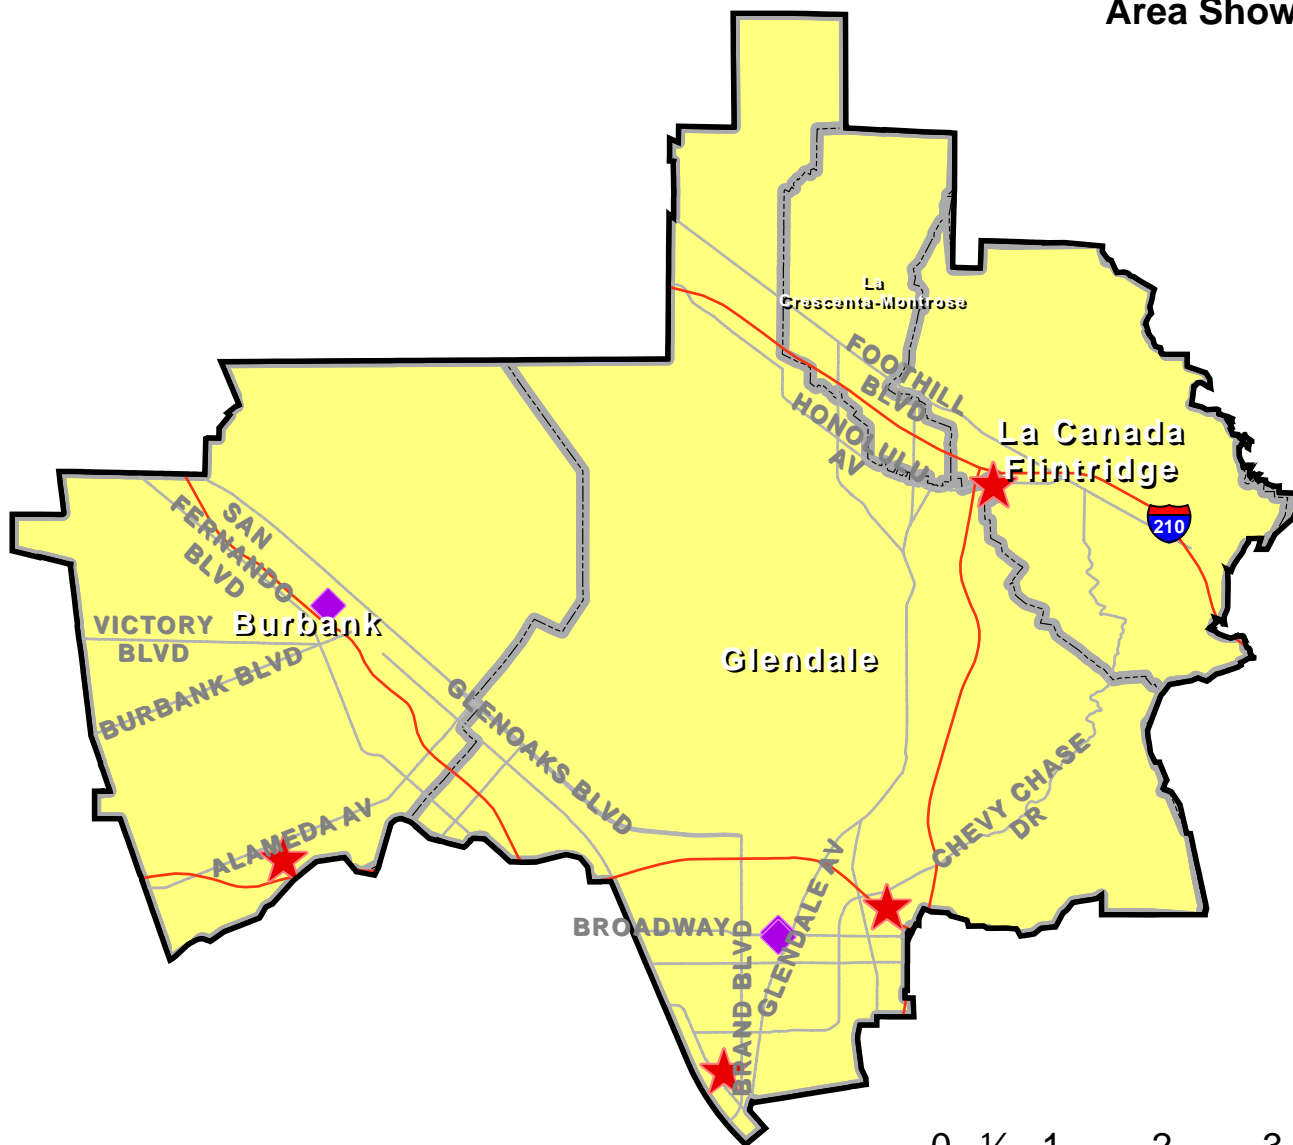 Area Show
La
Crescenta-Montrose
FOOTHILL
BLVD
HONOLULU
AV
La Canada
Flintridge
210
SAN
FERNANDO
BLVD
VICTORY
BLVD
Burbank
BURBANK BLVD
Glendale
GLENOAKS BLVD
ALAMEDA AV
CHEVY CHASE
DR
BROADWAY
GLENDALE AV
BRAND BLVD
0 ½ 1 2 3